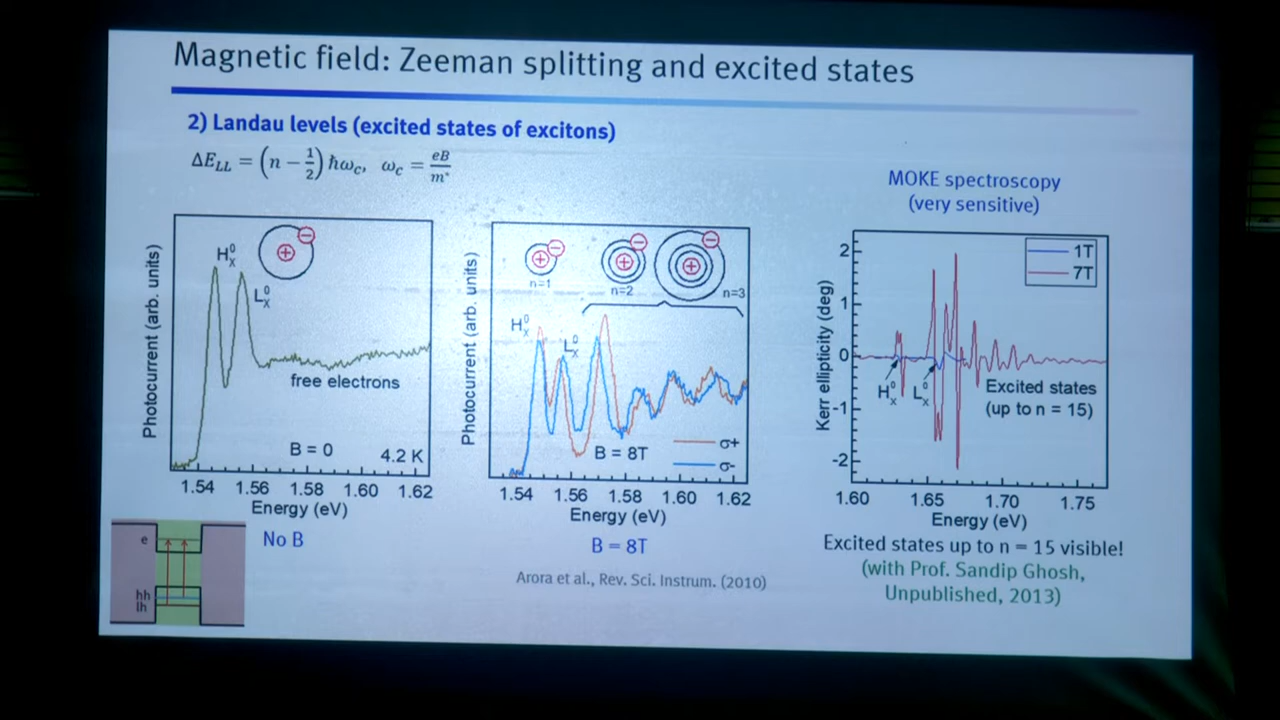 Magnetic field: Zeeman splitting and excited states
2) Landau levels (excited states of excitons)
ΔE_LL = (n − 1/2) ħω_c, ω_c = eB/m*
MOKE spectroscopy
(very sensitive)
Photocurrent (arb. units)
H_X^0
L_X^0
free electrons
B = 0
4.2 K
1.54 1.56 1.58 1.60 1.62
Energy (eV)
No B
e
hh
lh
Photocurrent (arb. units)
n=1
n=2
n=3
H_X^0
L_X^0
B = 8T
σ+
σ-
1.54 1.56 1.58 1.60 1.62
Energy (eV)
B = 8T
Arora et al., Rev. Sci. Instrum. (2010)
Kerr ellipticity (deg)
2
1
0
-1
-2
1T
7T
H_X^0
L_X^0
Excited states
(up to n = 15)
1.60 1.65 1.70 1.75
Energy (eV)
Excited states up to n = 15 visible!
(with Prof. Sandip Ghosh,
Unpublished, 2013)